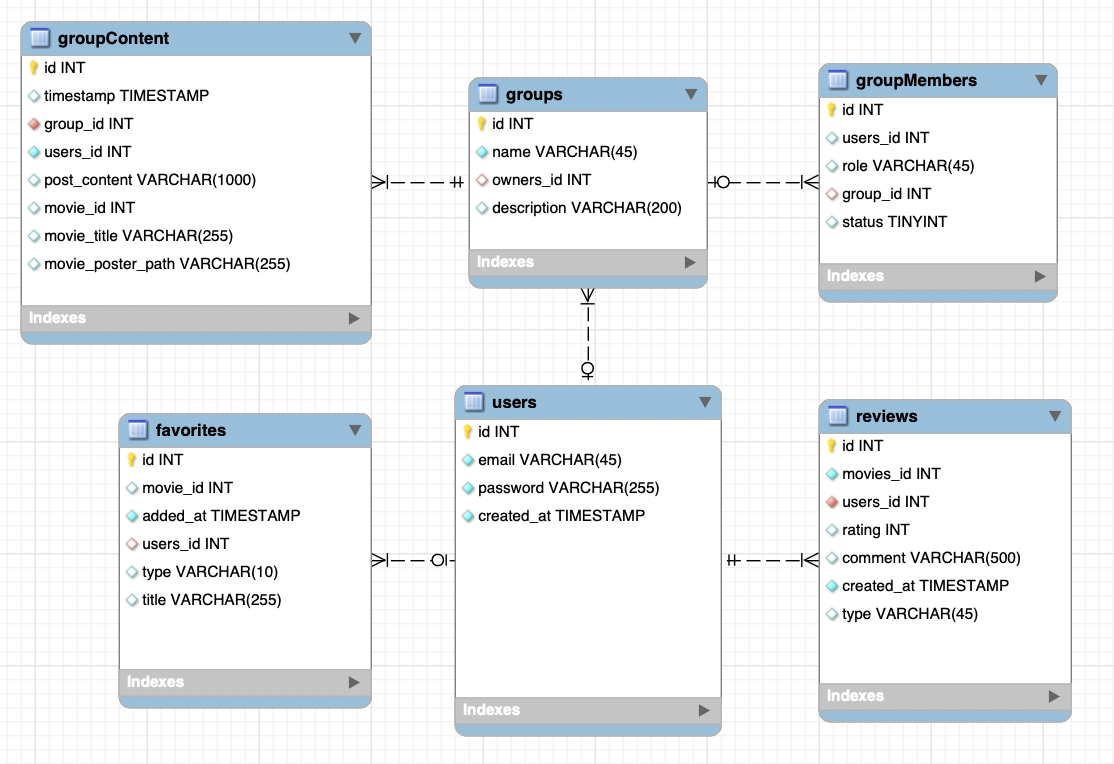 groupContent
id INT
timestamp TIMESTAMP
group_id INT
users_id INT
post_content VARCHAR(1000)
movie_id INT
movie_title VARCHAR(255)
movie_poster_path VARCHAR(255)
Indexes
groups
id INT
name VARCHAR(45)
owners_id INT
description VARCHAR(200)
Indexes
groupMembers
id INT
users_id INT
role VARCHAR(45)
group_id INT
status TINYINT
Indexes
favorites
id INT
movie_id INT
added_at TIMESTAMP
users_id INT
type VARCHAR(10)
title VARCHAR(255)
Indexes
users
id INT
email VARCHAR(45)
password VARCHAR(255)
created_at TIMESTAMP
Indexes
reviews
id INT
movies_id INT
users_id INT
rating INT
comment VARCHAR(500)
created_at TIMESTAMP
type VARCHAR(45)
Indexes